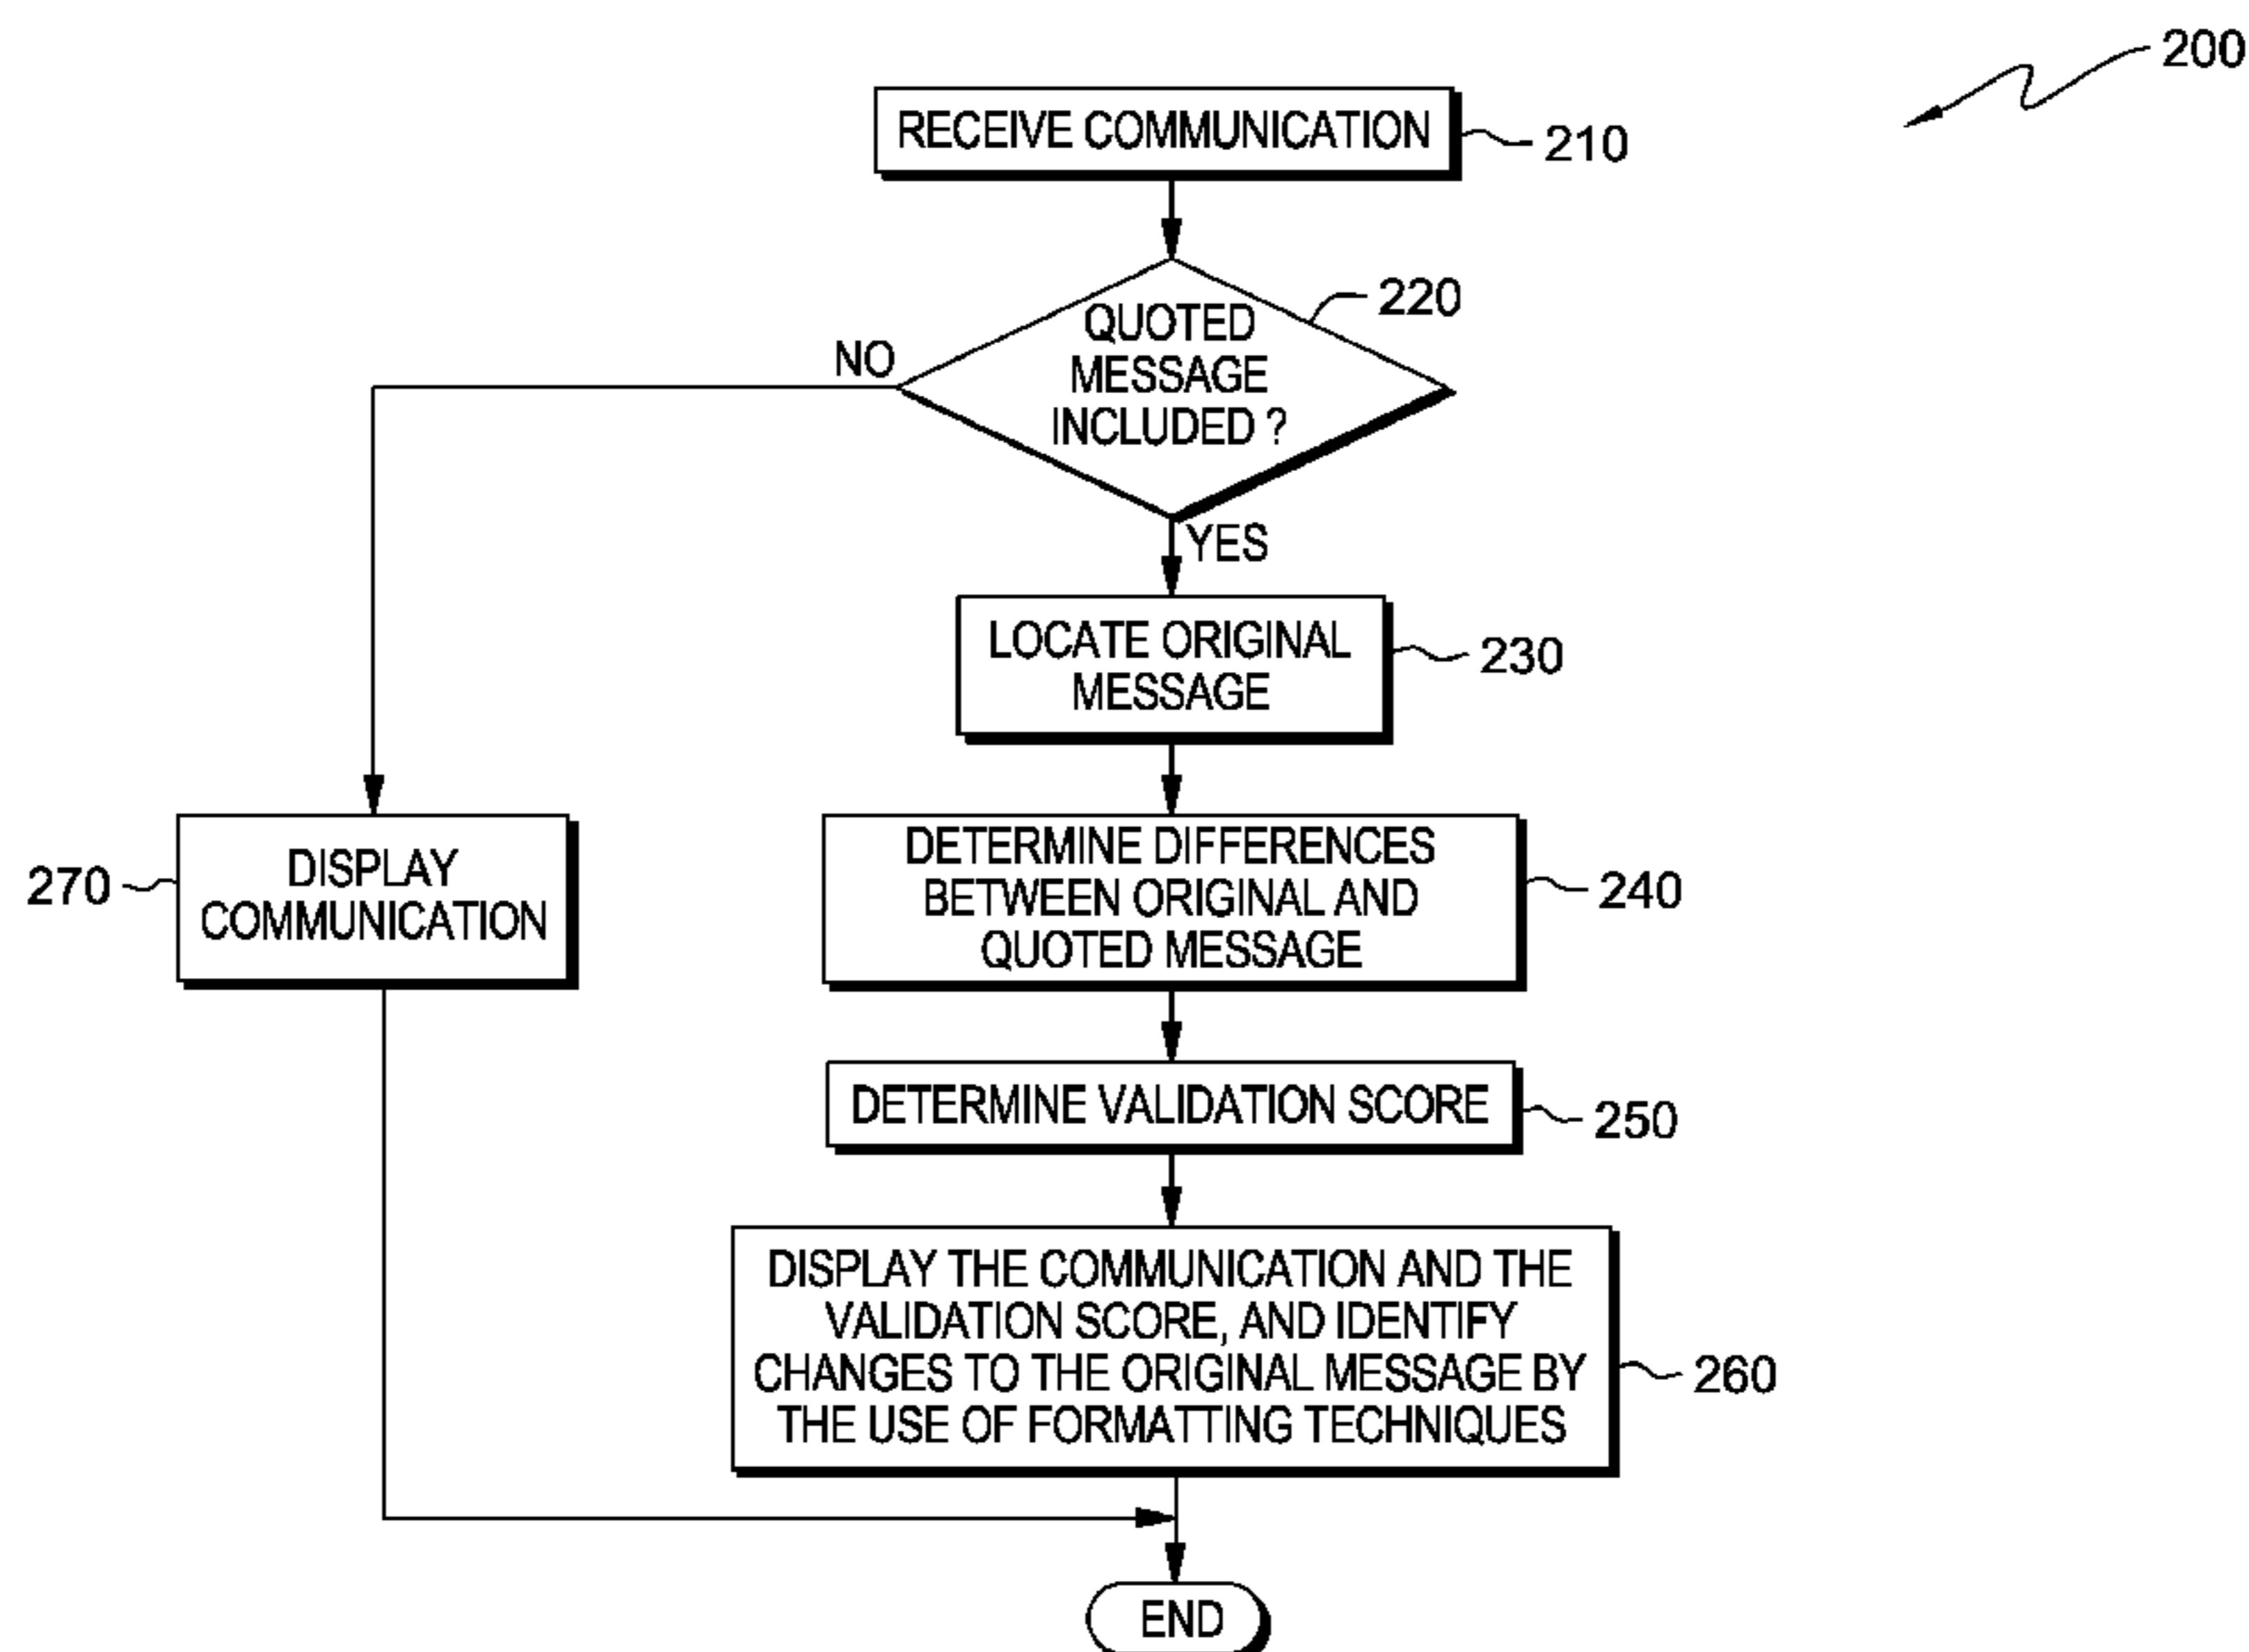 200
RECEIVE COMMUNICATION
210
220
QUOTED
MESSAGE
INCLUDED ?
NO
YES
LOCATE ORIGINAL
MESSAGE
230
270
DISPLAY
COMMUNICATION
DETERMINE DIFFERENCES
BETWEEN ORIGINAL AND
QUOTED MESSAGE
240
DETERMINE VALIDATION SCORE
250
DISPLAY THE COMMUNICATION AND THE
VALIDATION SCORE, AND IDENTIFY
CHANGES TO THE ORIGINAL MESSAGE BY
THE USE OF FORMATTING TECHNIQUES
260
END